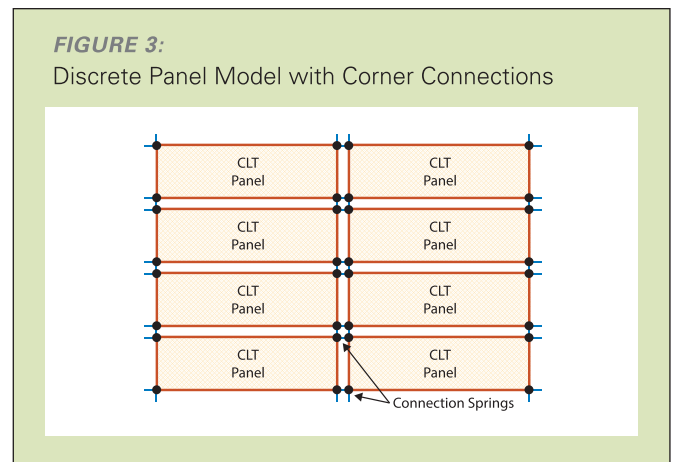 FIGURE 3:
Discrete Panel Model with Corner Connections
CLT
Panel
CLT
Panel
CLT
Panel
CLT
Panel
CLT
Panel
CLT
Panel
CLT
Panel
CLT
Panel
Connection Springs